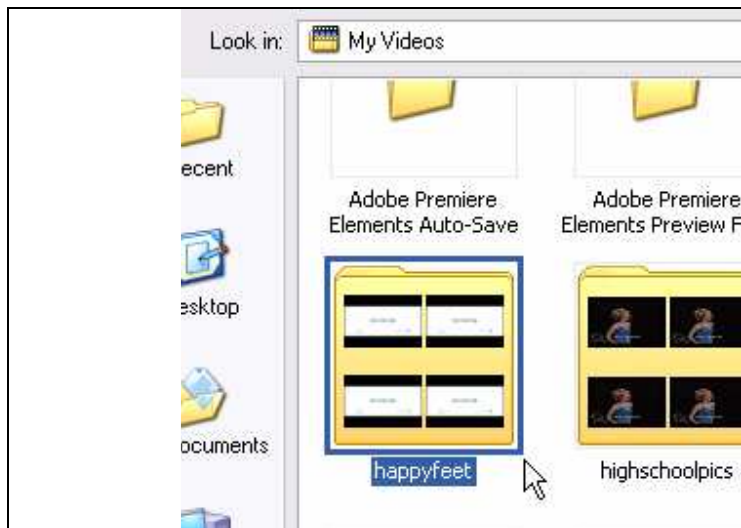 Look in: My Videos
ecent
Adobe Premiere
Elements Auto-Save
Adobe Premiere
Elements Preview F
esktop
ocuments
happyfeet
highschoolpics